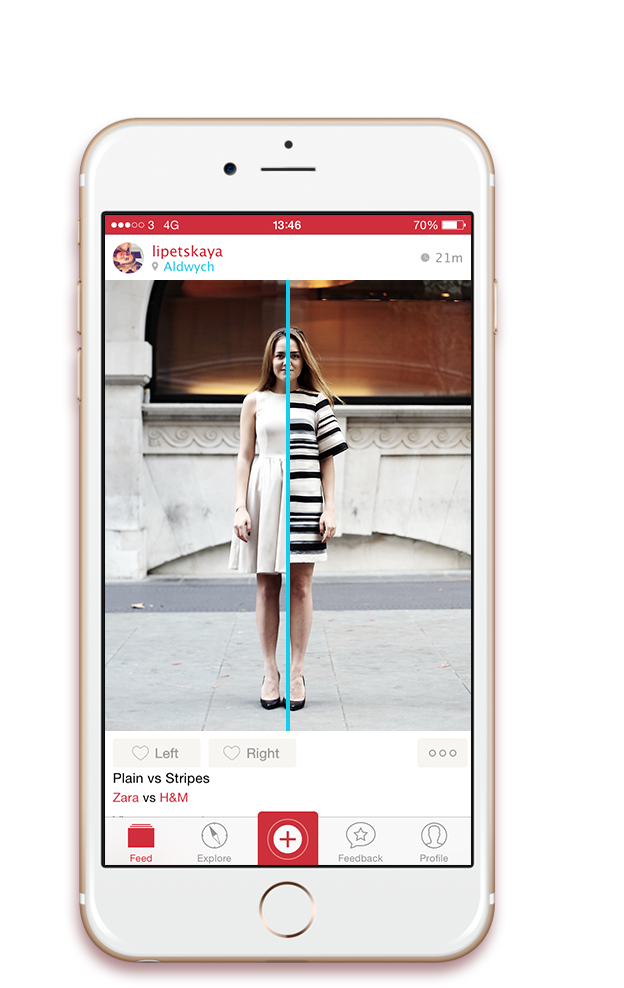 3 4G 13:46 70%
lipetskaya
Aldwych 21m
Left Right
Plain vs Stripes
Zara vs H&M
Feed Explore Feedback Profile